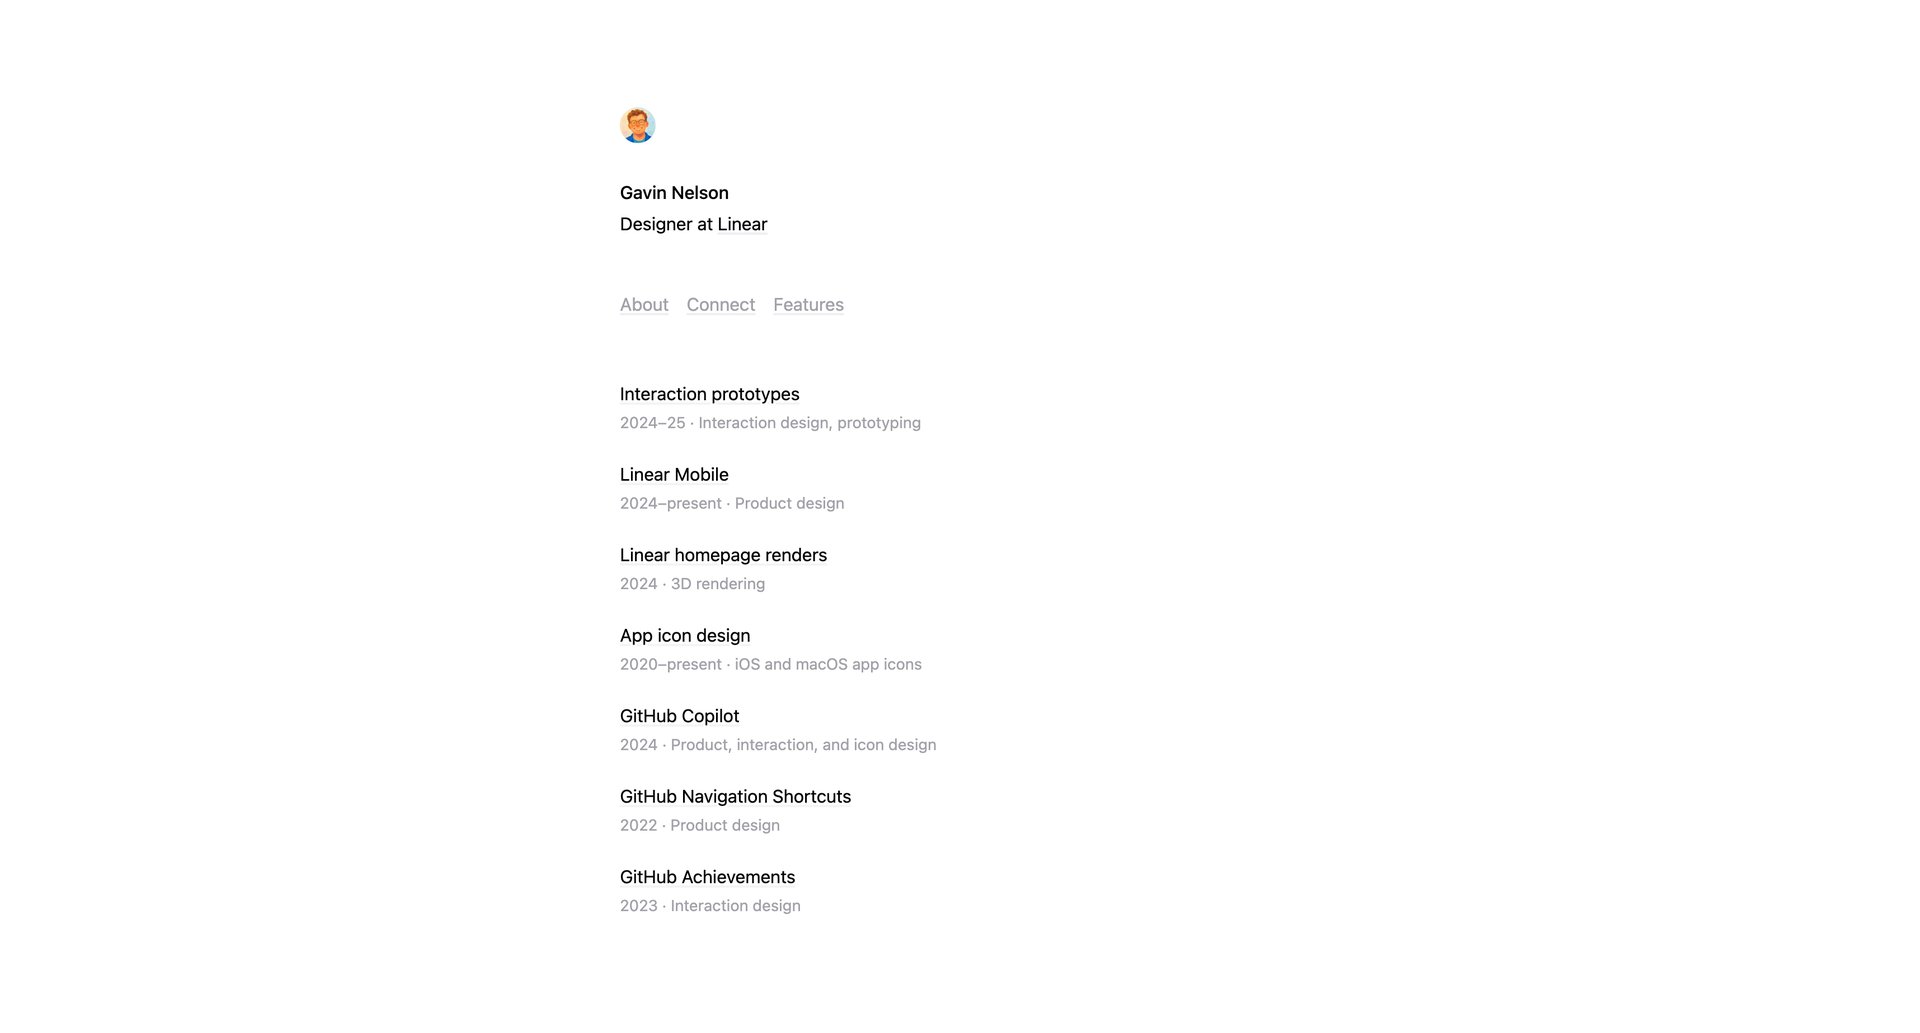 Gavin Nelson
Designer at Linear
About Connect Features
Interaction prototypes
2024–25 · Interaction design, prototyping
Linear Mobile
2024–present · Product design
Linear homepage renders
2024 · 3D rendering
App icon design
2020–present · iOS and macOS app icons
GitHub Copilot
2024 · Product, interaction, and icon design
GitHub Navigation Shortcuts
2022 · Product design
GitHub Achievements
2023 · Interaction design